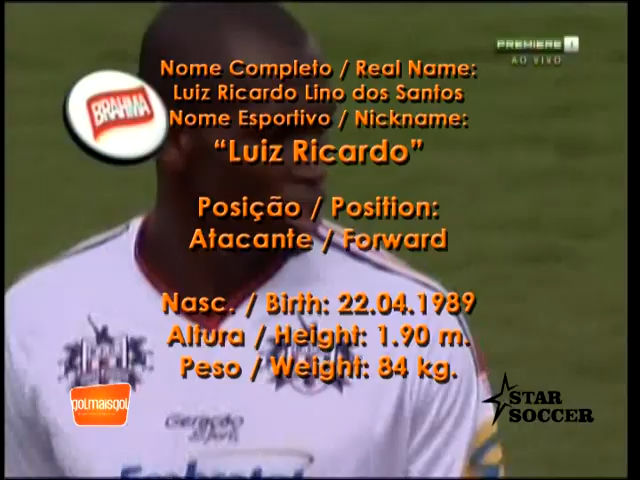 PREMIERE 1
AO VIVO
BRAHMA
Nome Completo / Real Name:
Luiz Ricardo Lino dos Santos
Nome Esportivo / Nickname:
“Luiz Ricardo”
Posição / Position:
Atacante / Forward
Nasc. / Birth: 22.04.1989
Altura / Height: 1.90 m.
Peso / Weight: 84 kg.
golmaisgol
STAR
SOCCER
Geração